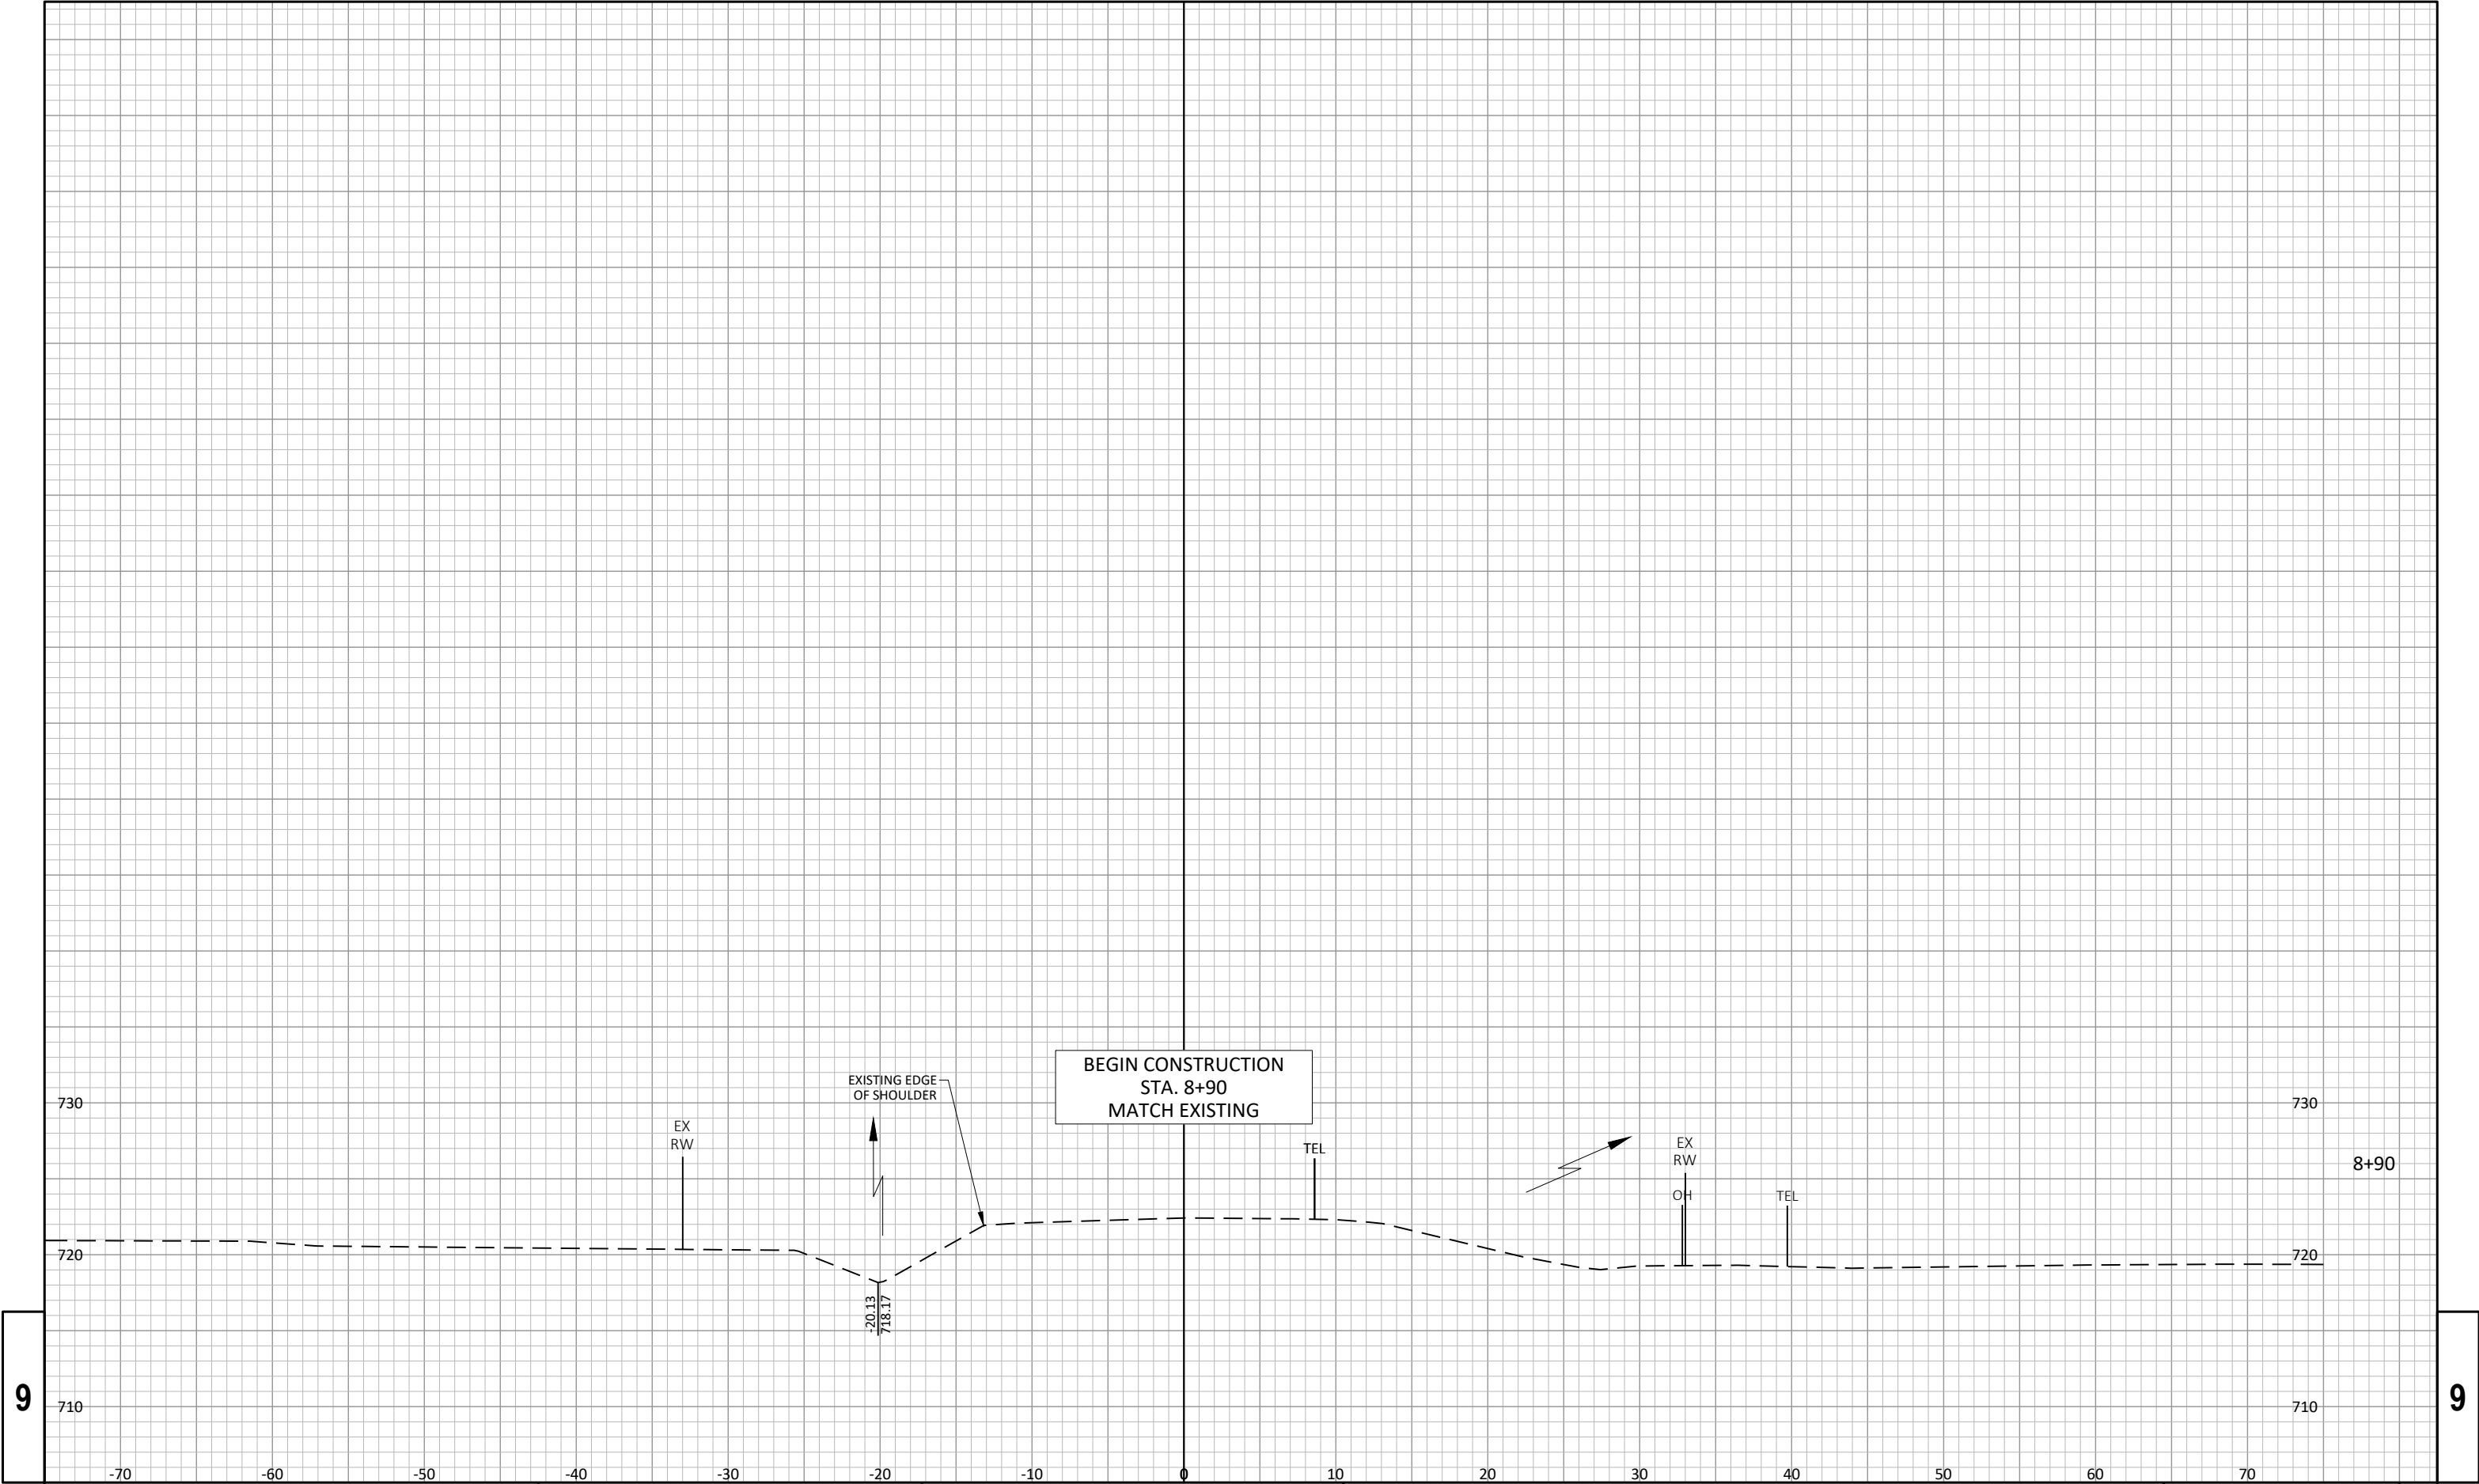 BEGIN CONSTRUCTION
STA. 8+90
MATCH EXISTING
EXISTING EDGE
OF SHOULDER
730
730
EX
RW
TEL
EX
RW
8+90
OH
TEL
720
720
-20.13
718.17
9
9
710
710
-70
-60
-50
-40
-30
-20
-10
0
10
20
30
40
50
60
70